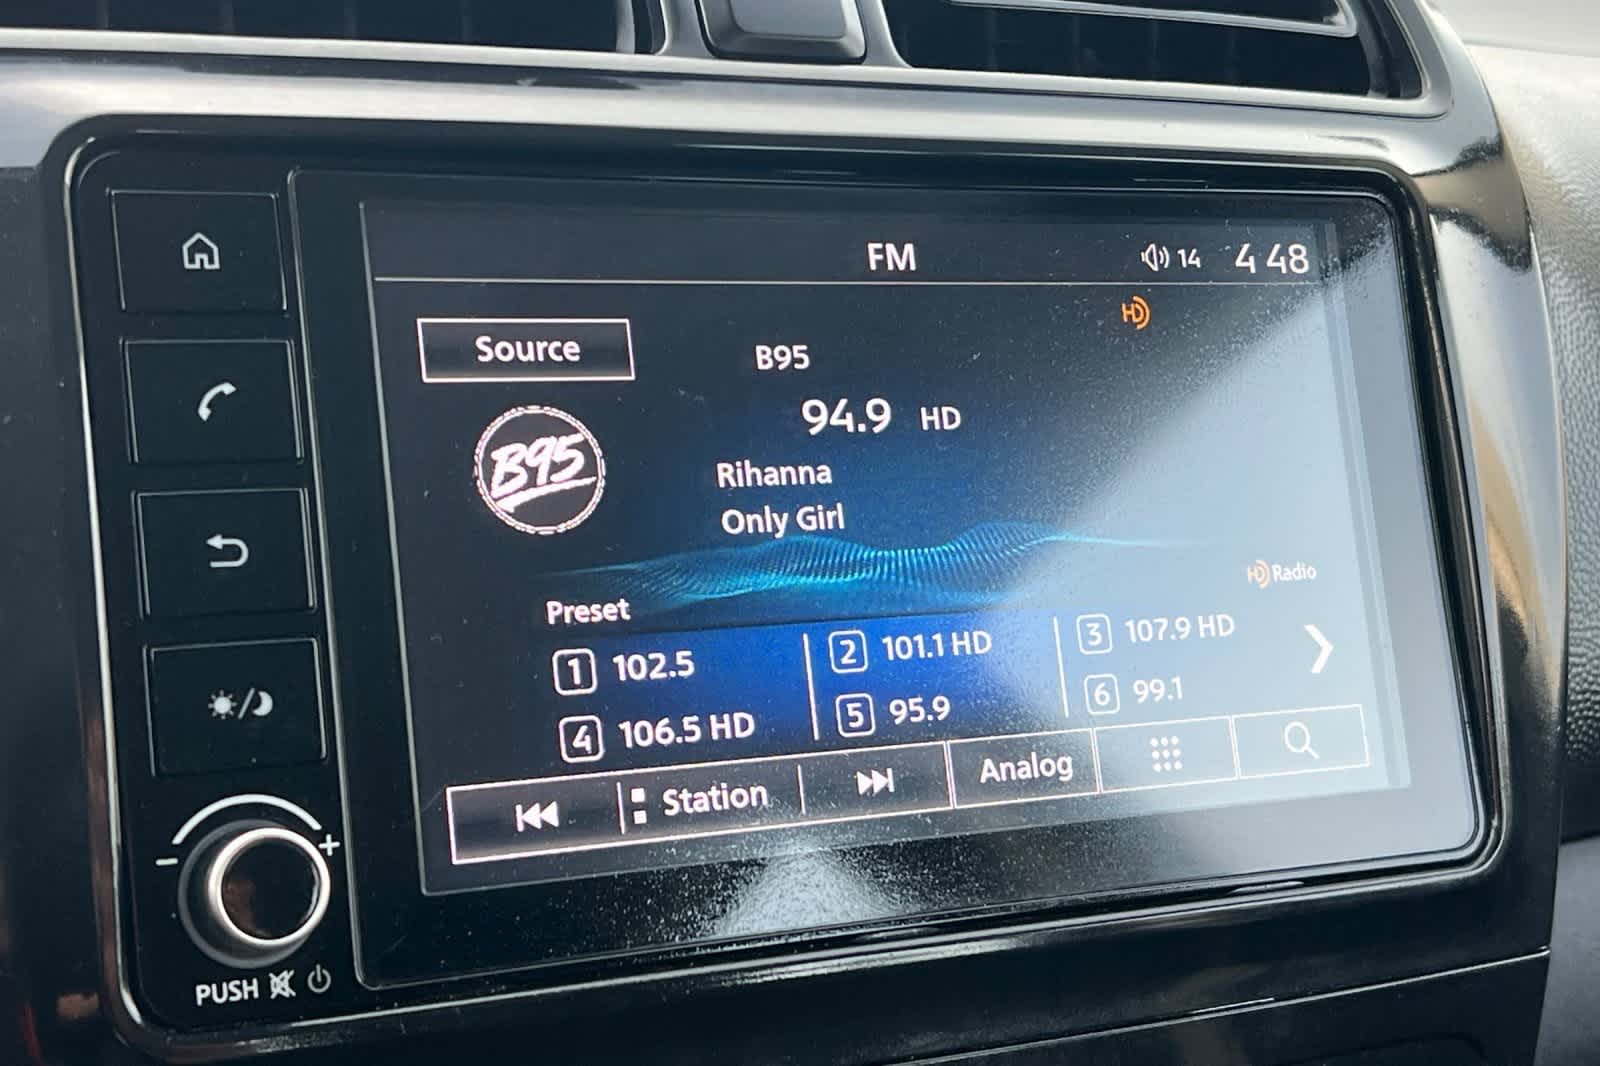 FM
14
4 48
HD
Source
B95
94.9 HD
B95
Rihanna
Only Girl
HD Radio
Preset
1 102.5
2 101.1 HD
3 107.9 HD
4 106.5 HD
5 95.9
6 99.1
Station
Analog
- +
PUSH